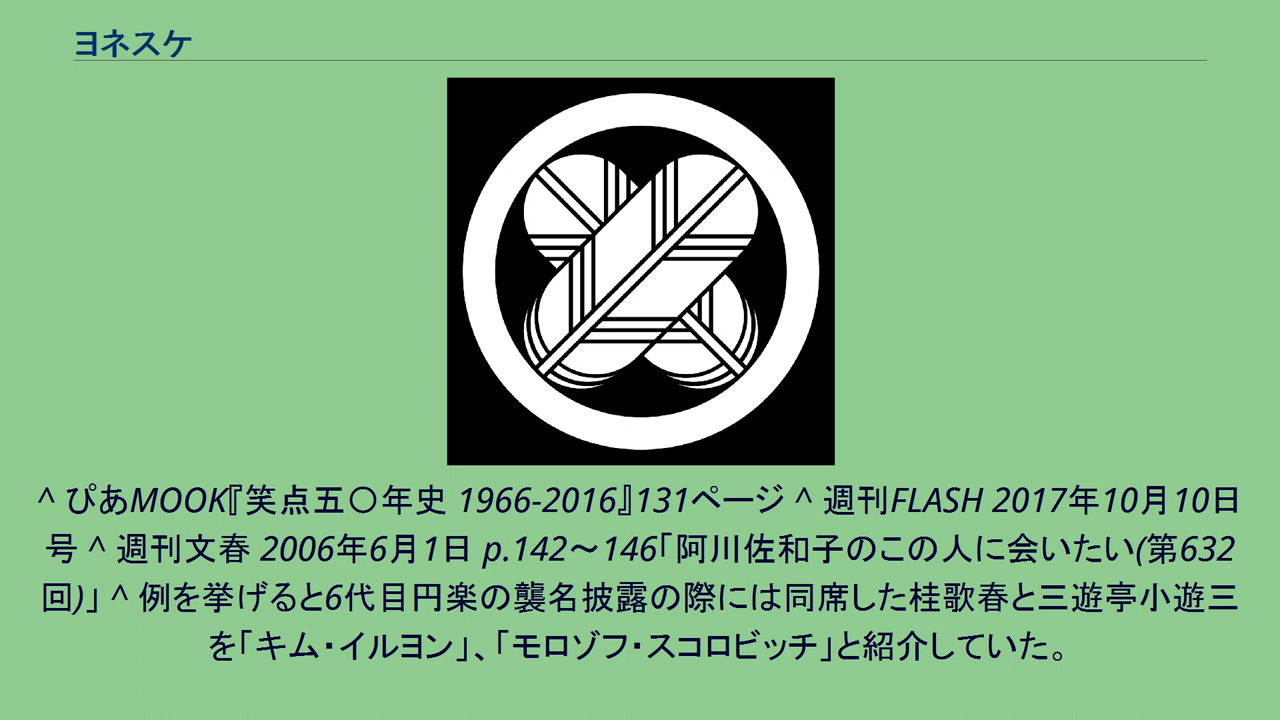 ヨネスケ
^ ぴあMOOK『笑点五〇年史 1966-2016』131ページ ^ 週刊FLASH 2017年10月10日
号 ^ 週刊文春 2006年6月1日 p.142～146「阿川佐和子のこの人に会いたい(第632
回)」 ^ 例を挙げると6代目円楽の襲名披露の際には同席した桂歌春と三遊亭小遊三
を「キム・イルヨン」、「モロゾフ・スコロビッチ」と紹介していた。